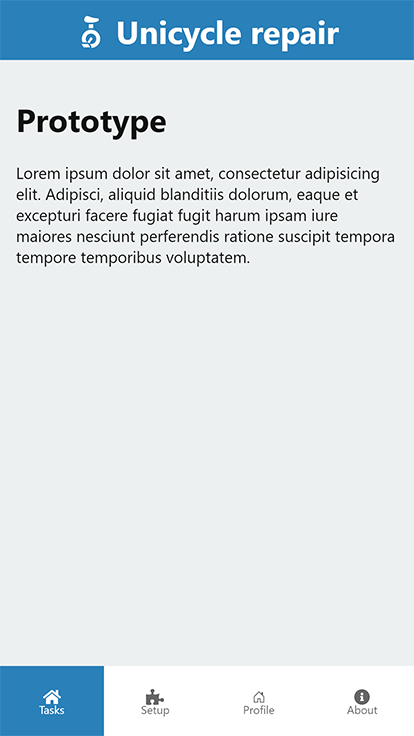 Unicycle repair
Prototype
Lorem ipsum dolor sit amet, consectetur adipisicing
elit. Adipisci, aliquid blanditiis dolorum, eaque et
excepturi facere fugiat fugit harum ipsam iure
maiores nesciunt perferendis ratione suscipit tempora
tempore temporibus voluptatem.
Tasks
Setup
Profile
About